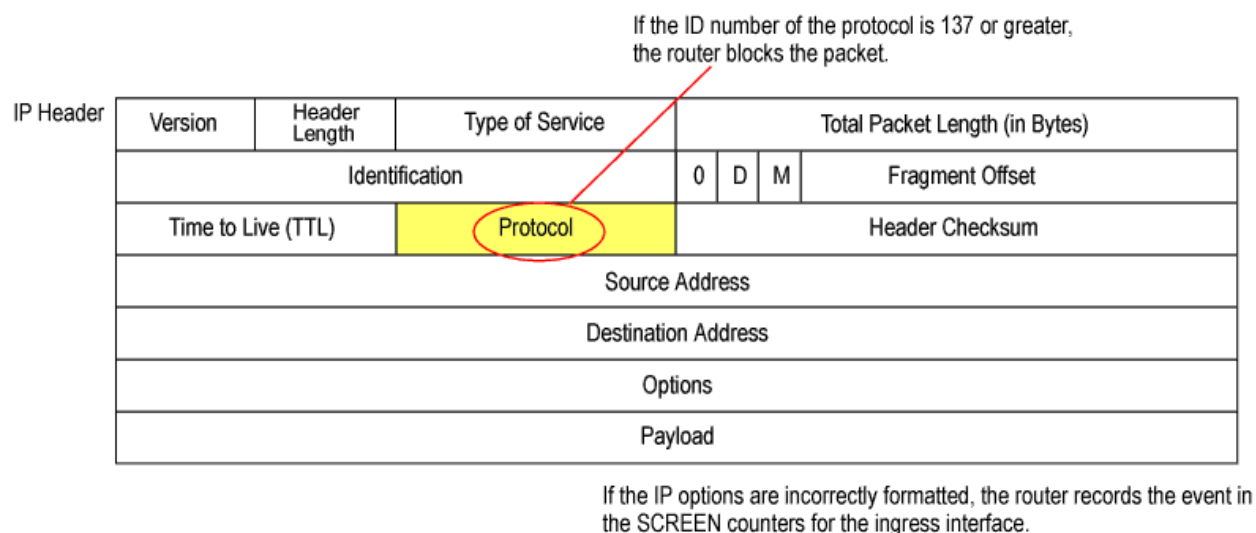 If the ID number of the protocol is 137 or greater,
the router blocks the packet.
IP Header
Version
Header
Length
Type of Service
Total Packet Length (in Bytes)
Identification
0
D
M
Fragment Offset
Time to Live (TTL)
Protocol
Header Checksum
Source Address
Destination Address
Options
Payload
If the IP options are incorrectly formatted, the router records the event in
the SCREEN counters for the ingress interface.